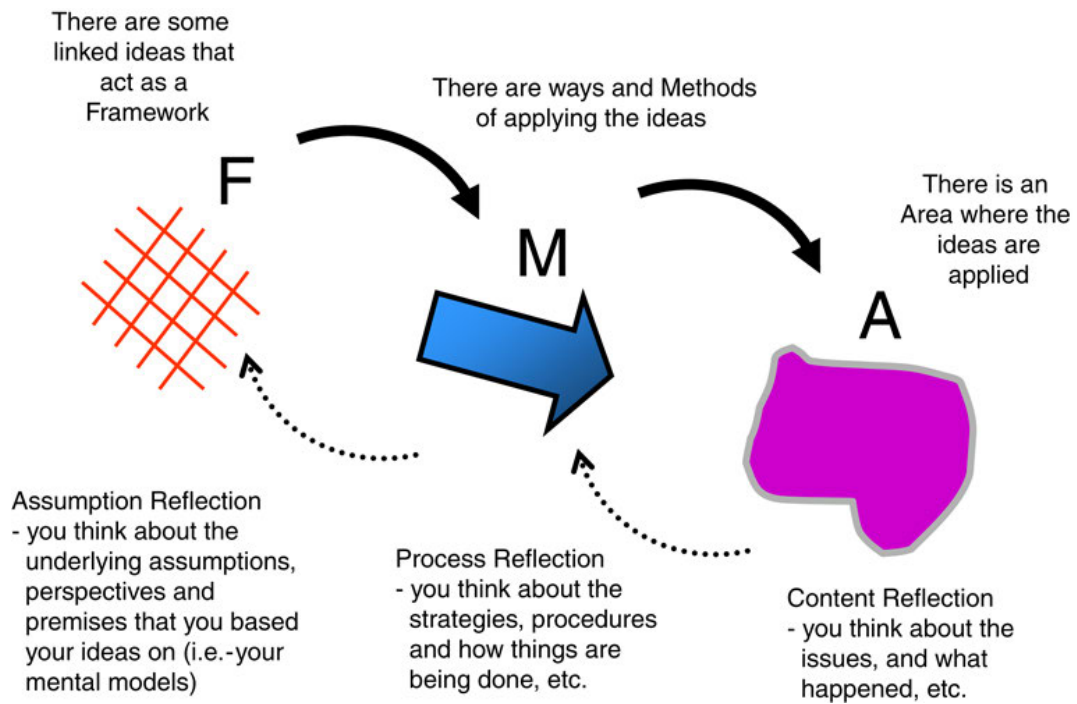 There are some
linked ideas that
act as a
Framework
F
There are ways and Methods
of applying the ideas
M
There is an
Area where the
ideas are
applied
A
Assumption Reflection
- you think about the
underlying assumptions,
perspectives and
premises that you based
your ideas on (i.e.-your
mental models)
Process Reflection
- you think about the
strategies, procedures
and how things are
being done, etc.
Content Reflection
- you think about the
issues, and what
happened, etc.